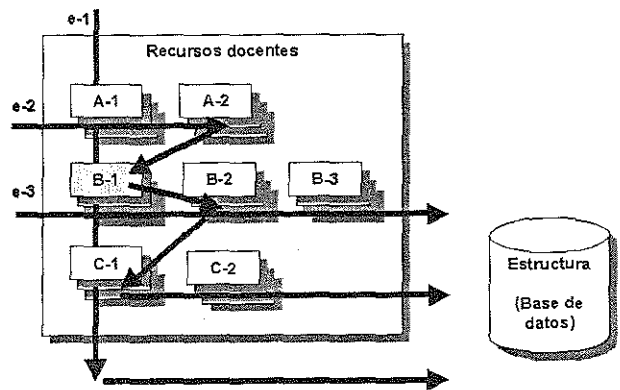 e-1
Recursos docentes
A-1
A-2
e-2
B-1
B-2
B-3
e-3
C-1
C-2
Estructura
(Base de
datos)